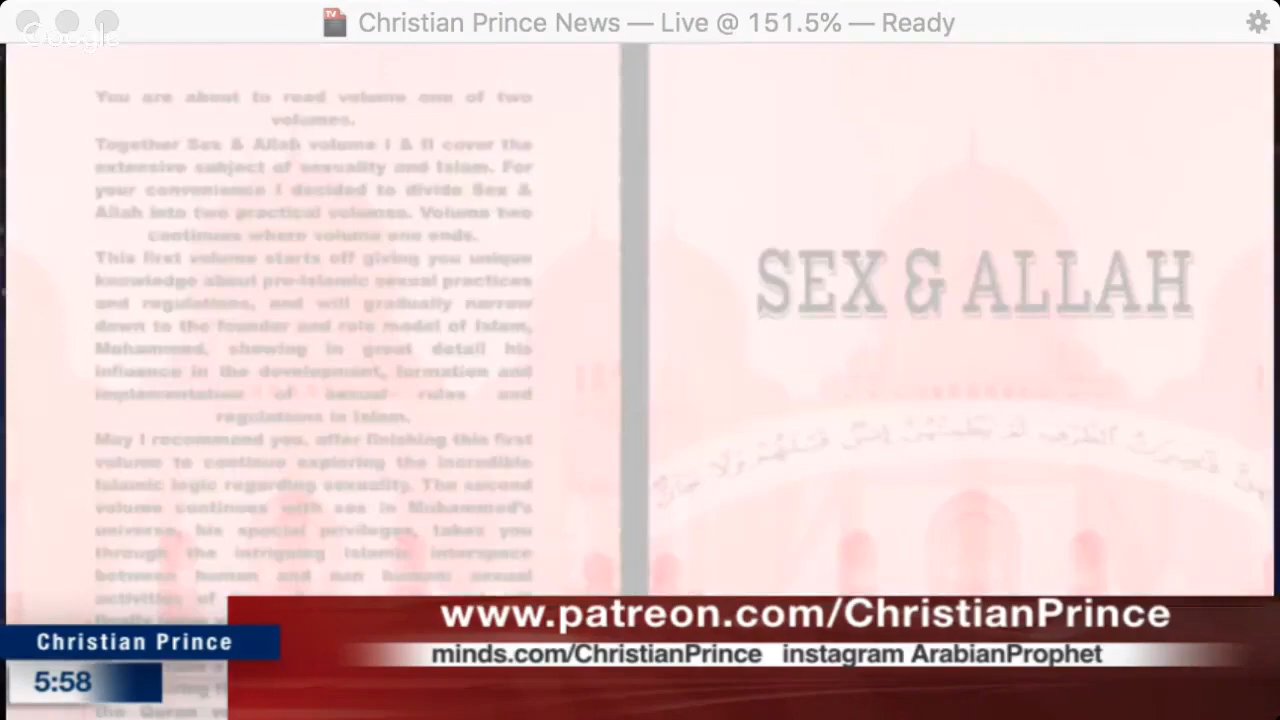 Christian Prince News — Live @ 151.5% — Ready
Google
You are about to read volume one of two
volumes.
Together Sex & Allah volume I & II cover the
extensive subject of sexuality and Islam. For
your convenience I decided to divide Sex &
Allah into two practical volumes. Volume two
continues where volume one ends.
This first volume starts off giving you unique
knowledge about pre-Islamic sexual practices
and regulations, and will gradually narrow
down to the founder and role model of Islam,
Mohammed, showing in great detail his
influence in the development, formation and
implementation of sexual rules and
regulations in Islam.
May I recommend you, after finishing this first
volume to continue exploring the incredible
Islamic logic regarding sexuality. The second
volume continues with sex in Muhammed's
universe, his special privileges, takes you
through the intriguing Islamic interspace
between human and non human: sexual
activities of
SEX & ALLAH
www.patreon.com/ChristianPrince
minds.com/ChristianPrince instagram ArabianProphet
Christian Prince
5:58
the Quran